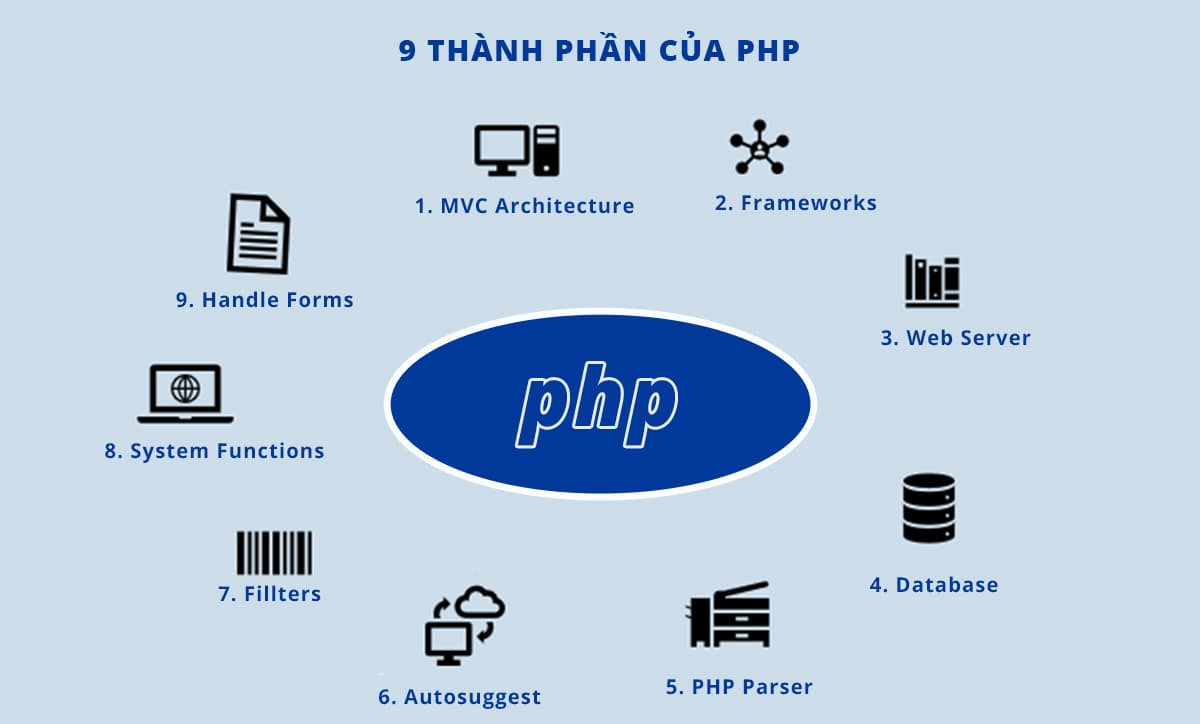 9 THÀNH PHẦN CỦA PHP
1. MVC Architecture
2. Frameworks
3. Web Server
4. Database
5. PHP Parser
6. Autosuggest
7. Fillters
8. System Functions
9. Handle Forms
php